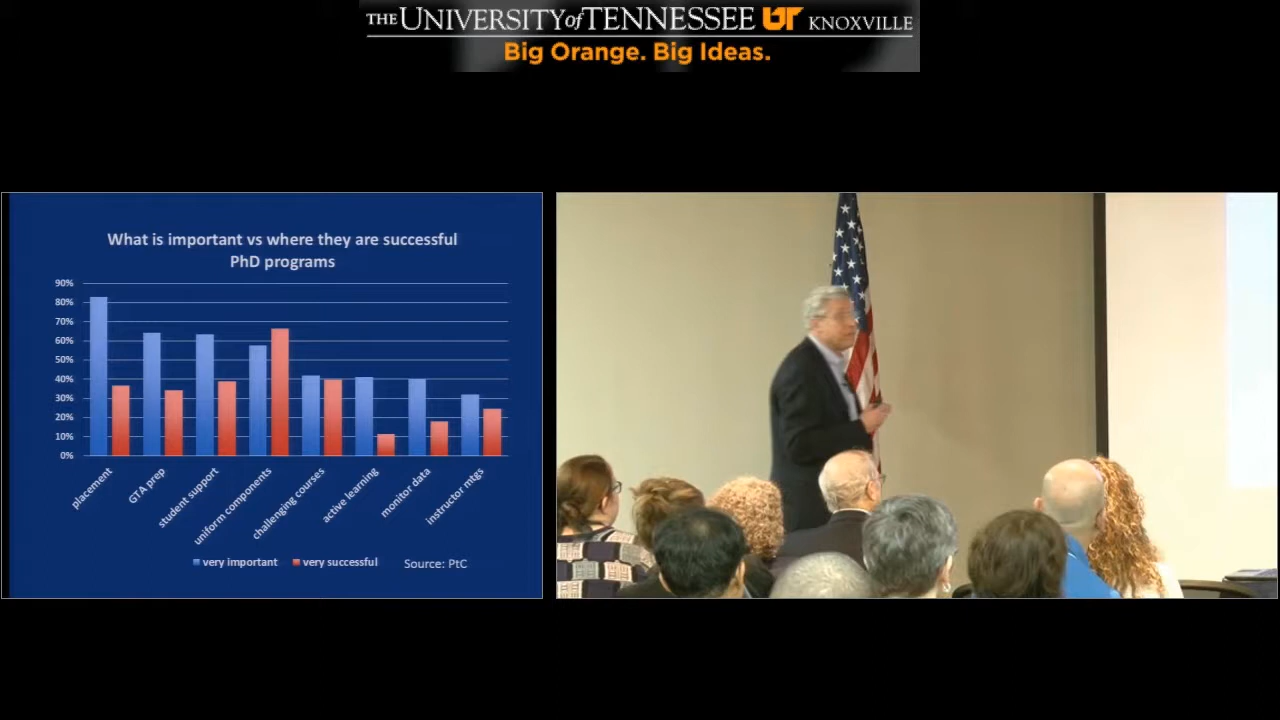 THE UNIVERSITY of TENNESSEE UT KNOXVILLE
Big Orange. Big Ideas.
What is important vs where they are successful
PhD programs
90%
80%
70%
60%
50%
40%
30%
20%
10%
0%
placement
GTA prep
student support
uniform components
challenging courses
active learning
monitor data
instructor mtgs
very important
very successful
Source: PtC